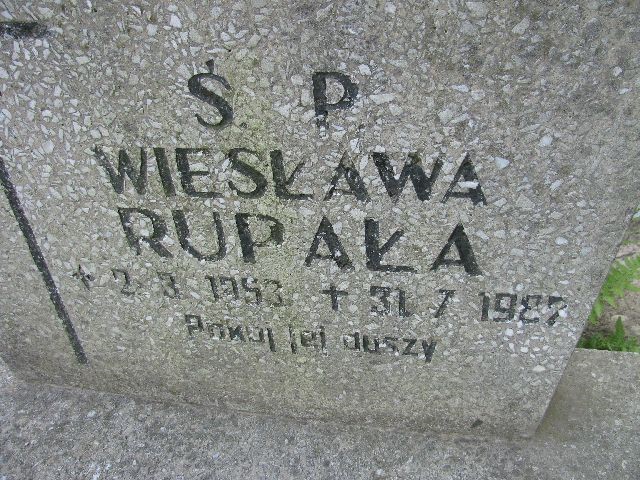 Ś. P.
WIESŁAWA
RUPAŁA
2. 3. 1953 + 31. 7. 1987
Pokój jej duszy